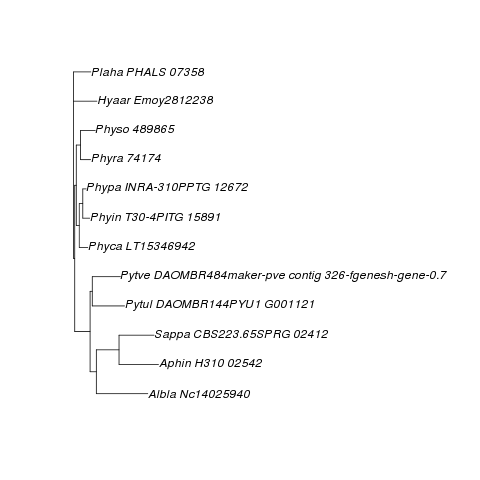 Plaha PHALS 07358
Hyaar Emoy2812238
Physo 489865
Phyra 74174
Phypa INRA-310PPTG 12672
Phyin T30-4PITG 15891
Phyca LT15346942
Pytve DAOMBR484maker-pve contig 326-fgenesh-gene-0.7
Pytul DAOMBR144PYU1 G001121
Sappa CBS223.65SPRG 02412
Aphin H310 02542
Albla Nc14025940